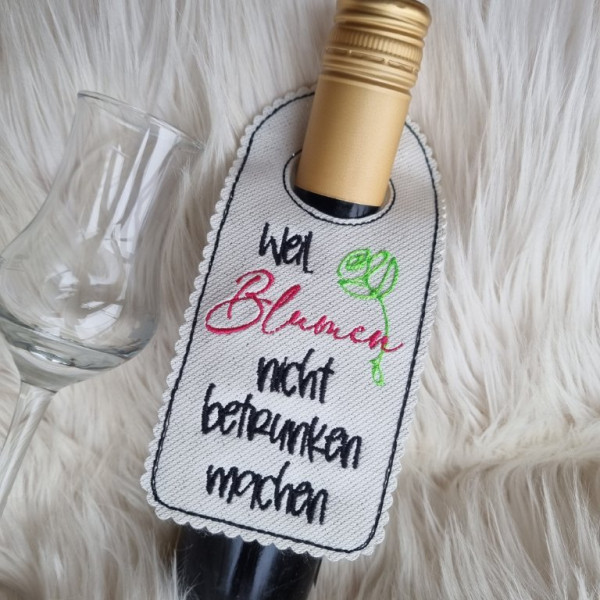 Weil
Blumen
nicht
betrunken
machen